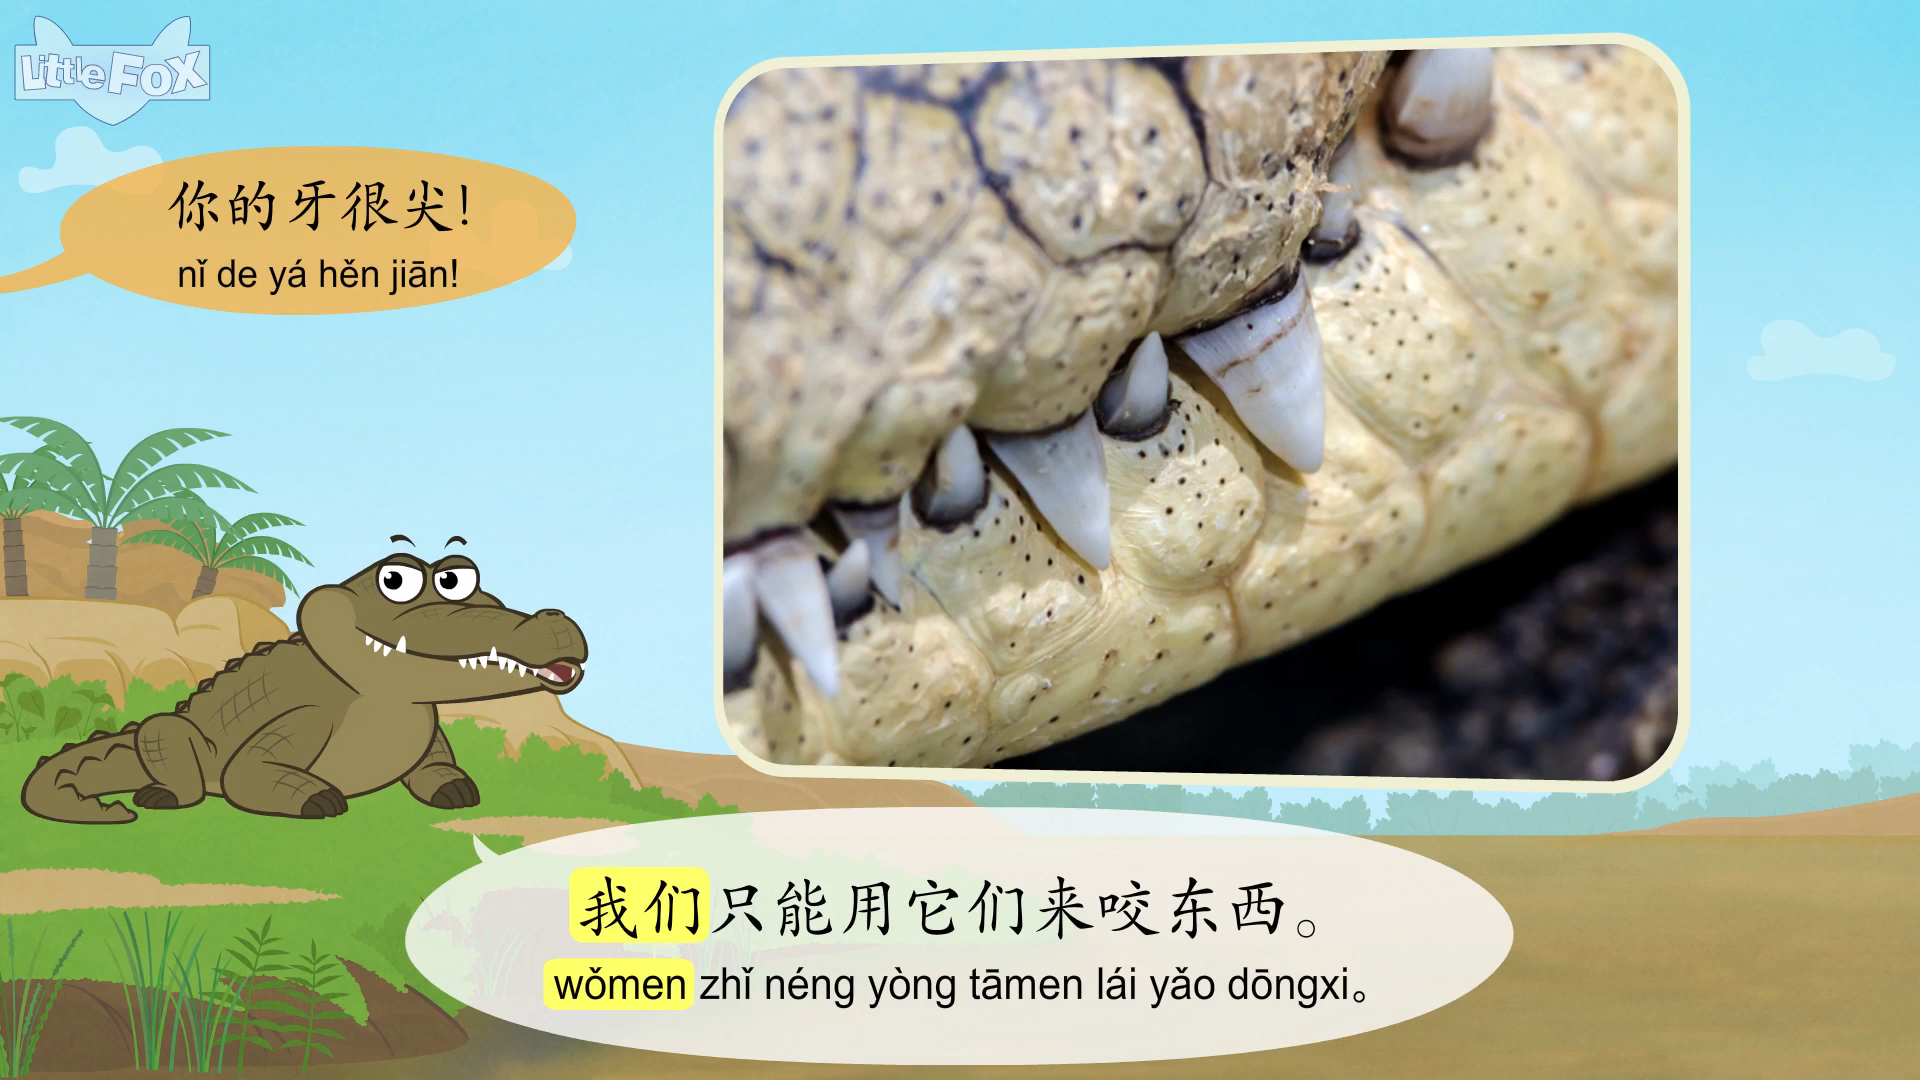 Little Fox
你的牙很尖!
nǐ de yá hěn jiān!
我们只能用它们来咬东西。
wǒmen zhǐ néng yòng tāmen lái yǎo dōngxi。